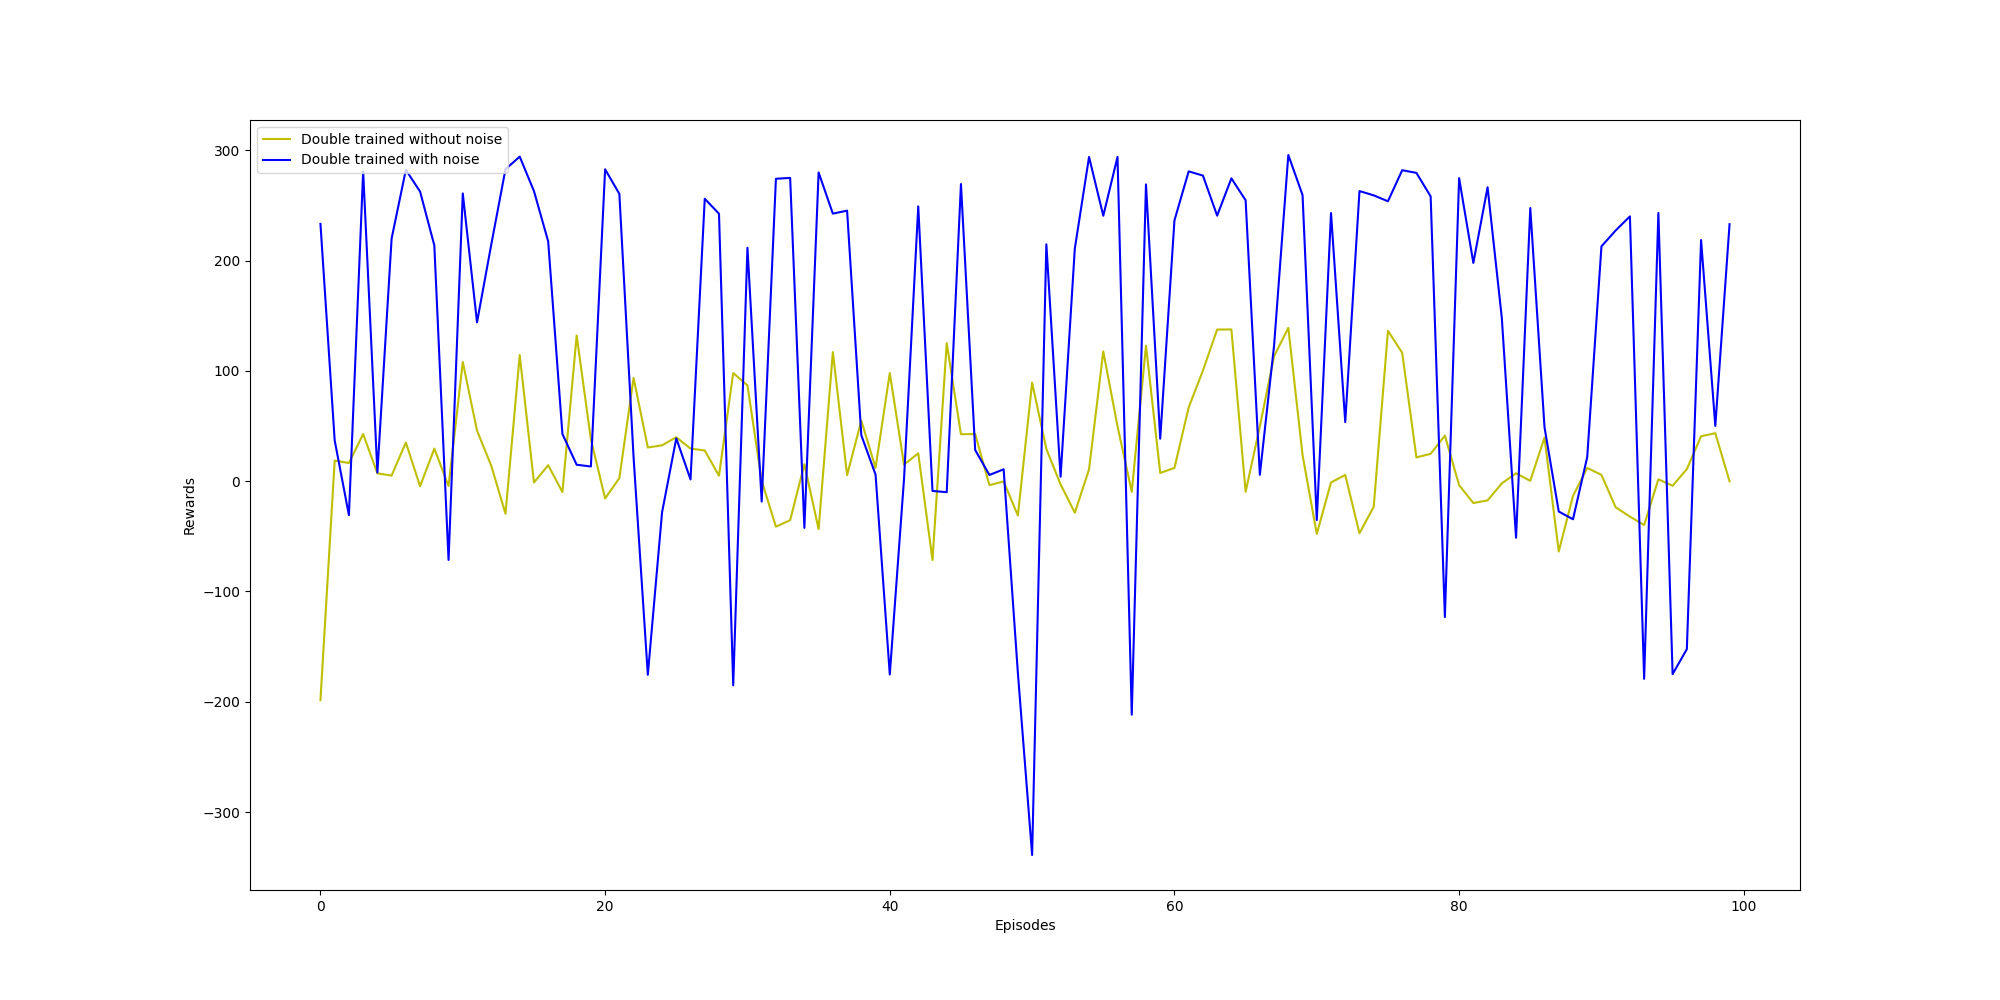 Double trained without noise
Double trained with noise
300
200
100
0
−100
−200
−300
Rewards
0 20 40 60 80 100
Episodes